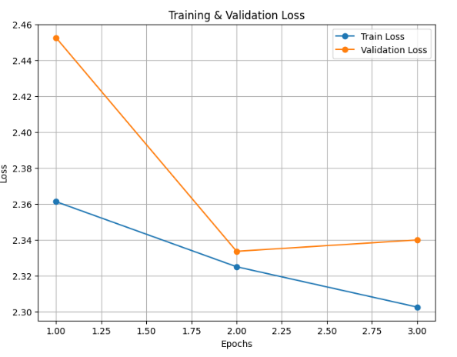 Training & Validation Loss
Train Loss
Validation Loss
2.46
2.44
2.42
2.40
2.38
2.36
2.34
2.32
2.30
Loss
1.00 1.25 1.50 1.75 2.00 2.25 2.50 2.75 3.00
Epochs